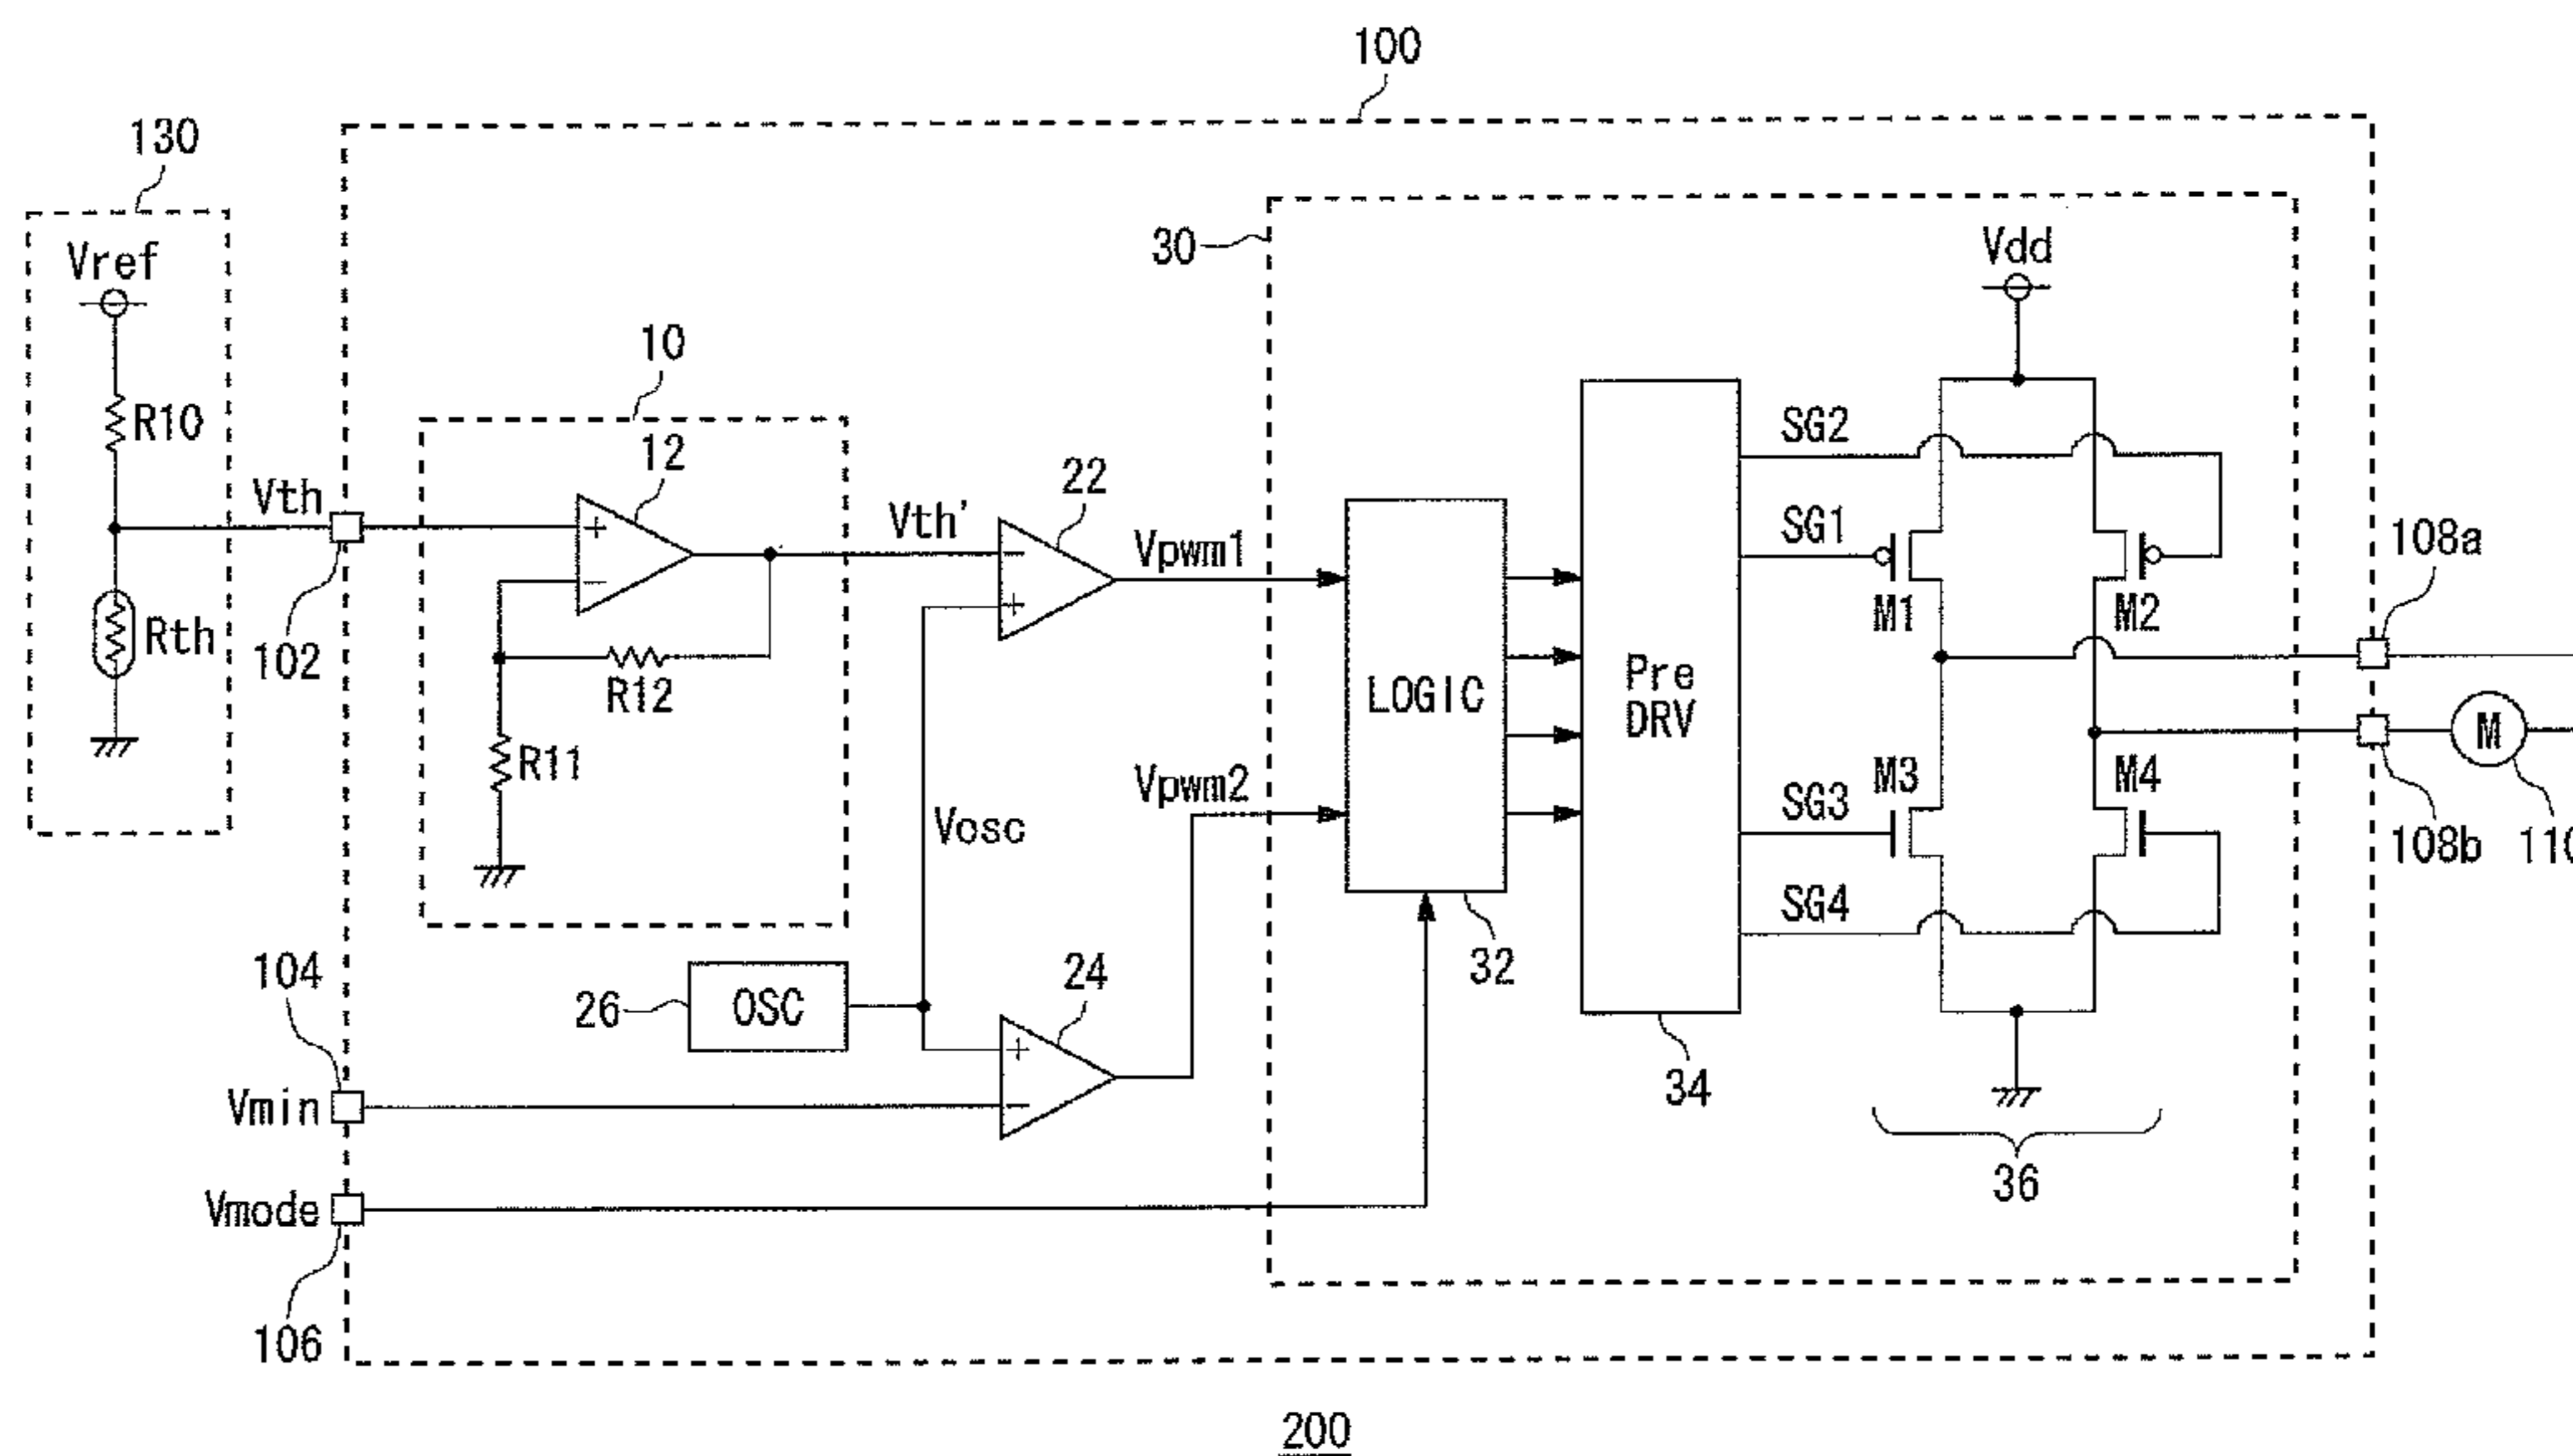 100
130
30
Vref
Vdd
10
R10
12
SG2
Vth
Vth'
22
Vpwm1
SG1
108a
+
−
−
+
M1
M2
Rth
102
R12
LOGIC
Pre
DRV
M
R11
Vosc
Vpwm2
M3
M4
SG3
108b
110
SG4
104
26
OSC
24
32
+
−
34
Vmin
Vmode
36
106
200